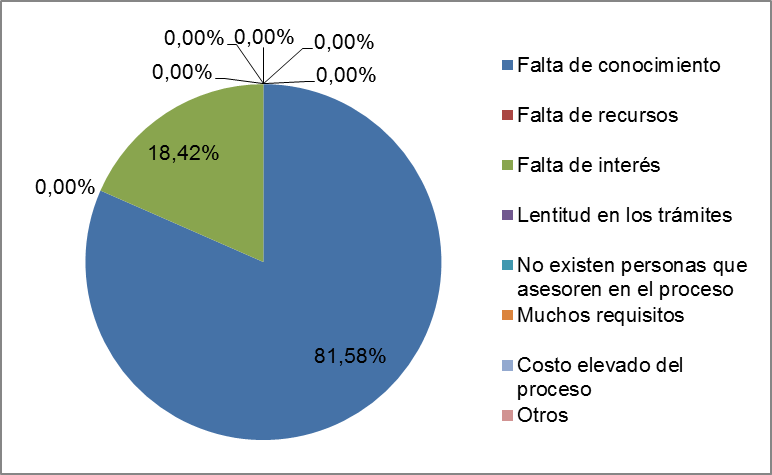 0,00%
0,00%
0,00%
0,00%
0,00%
18,42%
0,00%
81,58%
Falta de conocimiento
Falta de recursos
Falta de interés
Lentitud en los trámites
No existen personas que
asesoren en el proceso
Muchos requisitos
Costo elevado del
proceso
Otros